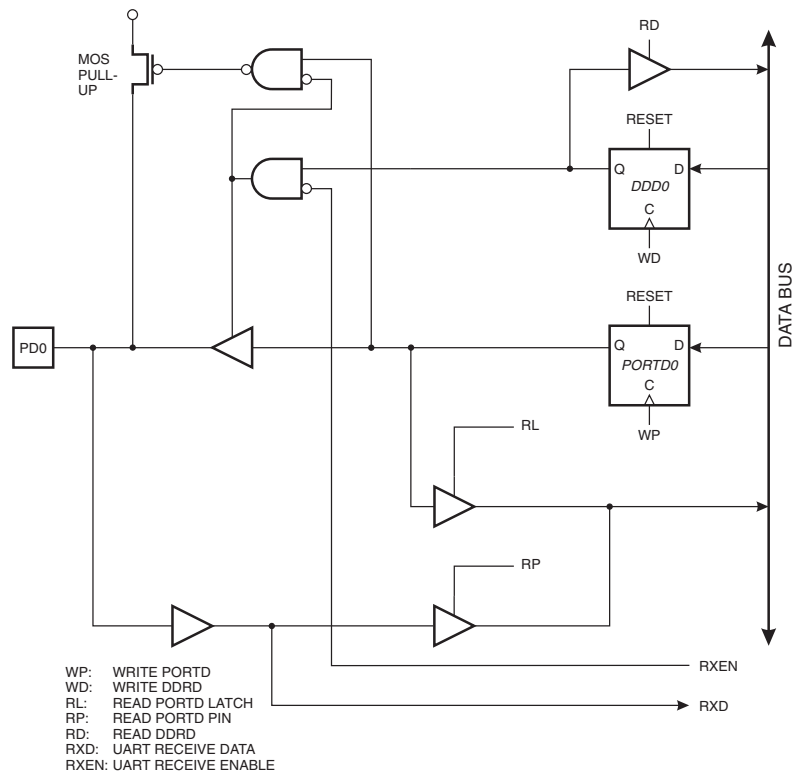 RD
MOS
PULL-
UP
RESET
Q
D
DDD0
C
WD
DATA BUS
RESET
PD0
Q
D
PORTD0
C
WP
RL
RP
RXEN
RXD
WP: WRITE PORTD
WD: WRITE DDRD
RL: READ PORTD LATCH
RP: READ PORTD PIN
RD: READ DDRD
RXD: UART RECEIVE DATA
RXEN: UART RECEIVE ENABLE